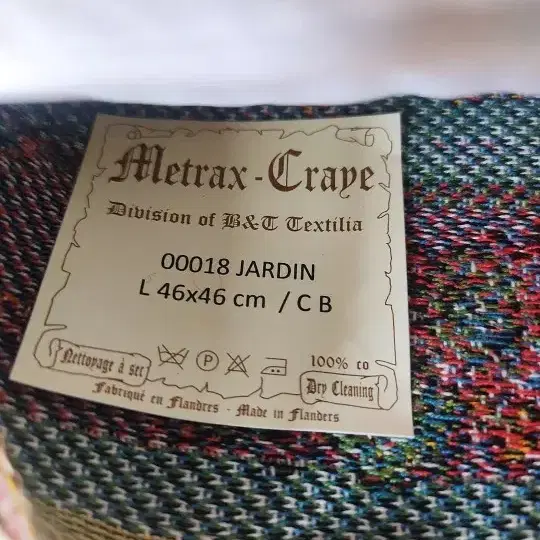 Metrax-Craye
Division of B&T Textilia
00018 JARDIN
L 46x46 cm / C B
Nettoyage à sec
P
100% co
Dry Cleaning
Fabriqué en Flandres - Made in Flanders